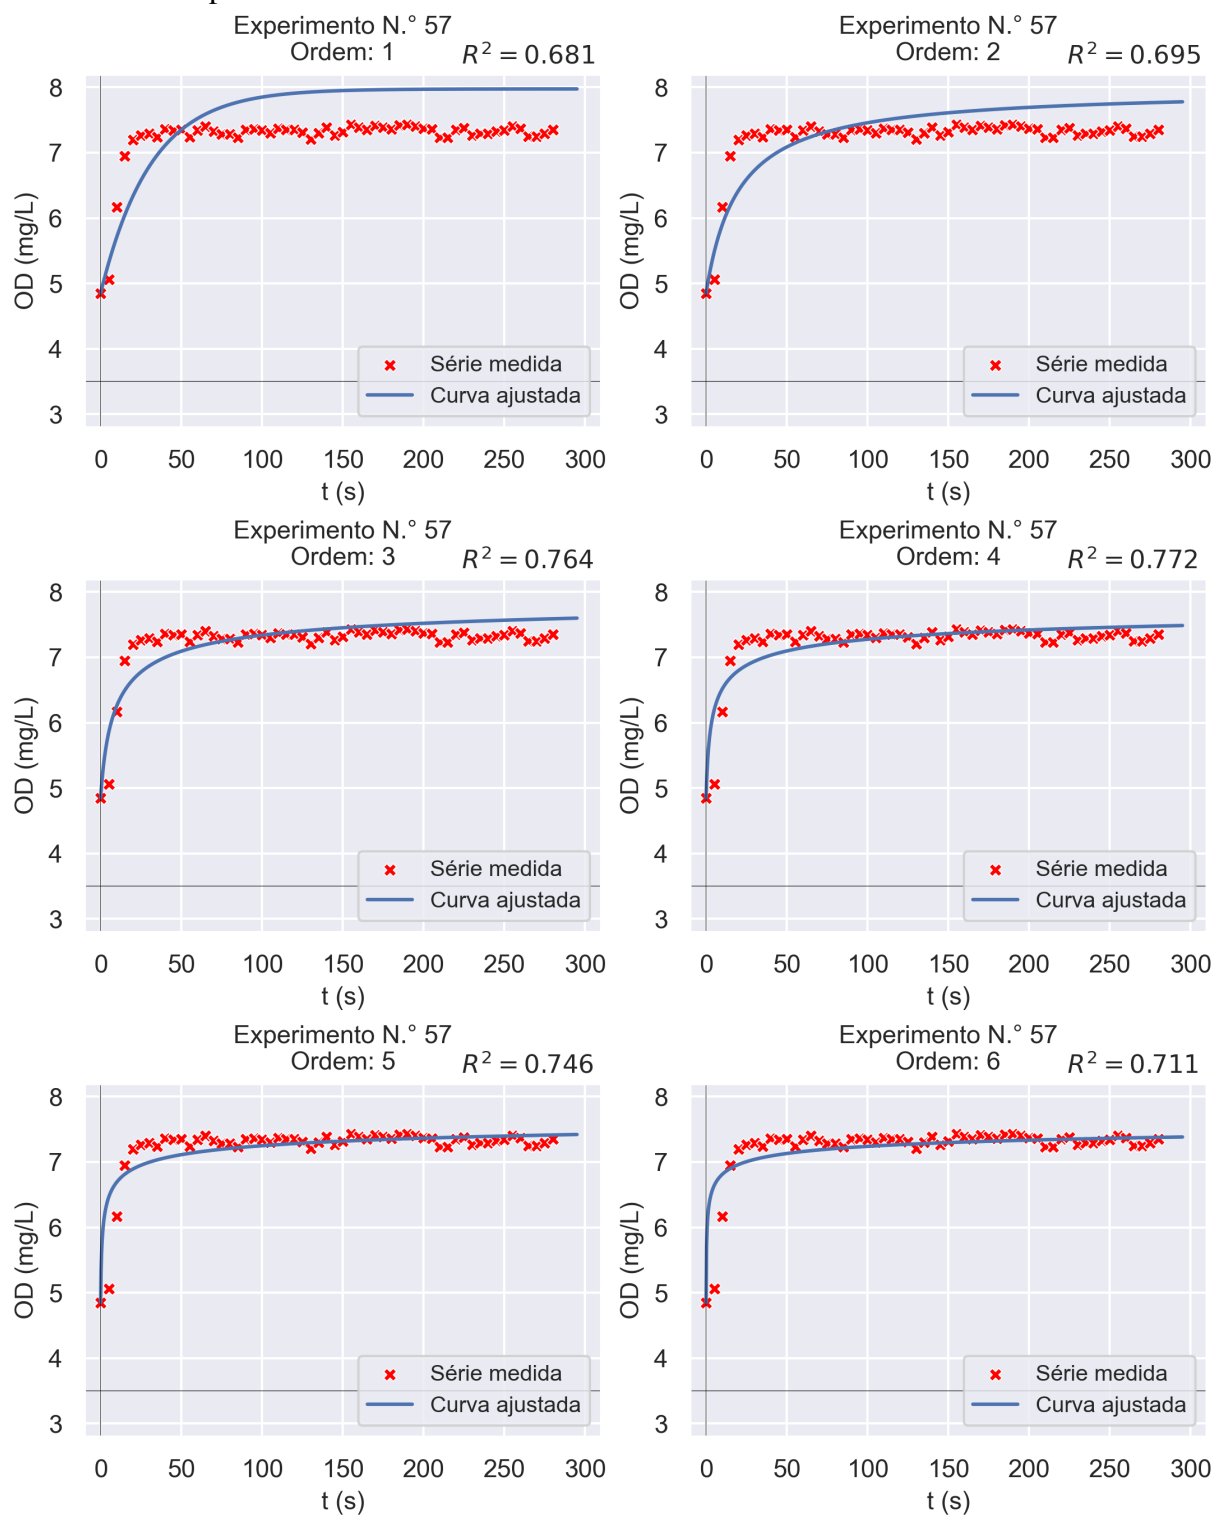 Experimento N.° 57
Ordem: 1 R² = 0.681
8
7
6
5
4
3
OD (mg/L)
Série medida
Curva ajustada
0 50 100 150 200 250 300
t (s)
Experimento N.° 57
Ordem: 2 R² = 0.695
8
7
6
5
4
3
OD (mg/L)
Série medida
Curva ajustada
0 50 100 150 200 250 300
t (s)
Experimento N.° 57
Ordem: 3 R² = 0.764
8
7
6
5
4
3
OD (mg/L)
Série medida
Curva ajustada
0 50 100 150 200 250 300
t (s)
Experimento N.° 57
Ordem: 4 R² = 0.772
8
7
6
5
4
3
OD (mg/L)
Série medida
Curva ajustada
0 50 100 150 200 250 300
t (s)
Experimento N.° 57
Ordem: 5 R² = 0.746
8
7
6
5
4
3
OD (mg/L)
Série medida
Curva ajustada
0 50 100 150 200 250 300
t (s)
Experimento N.° 57
Ordem: 6 R² = 0.711
8
7
6
5
4
3
OD (mg/L)
Série medida
Curva ajustada
0 50 100 150 200 250 300
t (s)